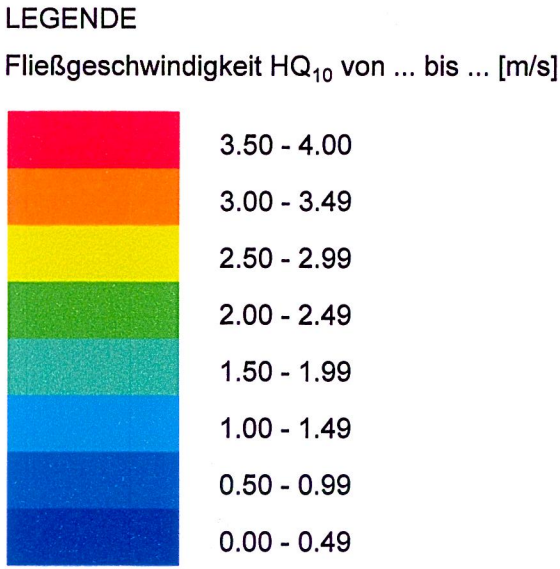 LEGENDE
Fließgeschwindigkeit HQ₁₀ von ... bis ... [m/s]
3.50 - 4.00
3.00 - 3.49
2.50 - 2.99
2.00 - 2.49
1.50 - 1.99
1.00 - 1.49
0.50 - 0.99
0.00 - 0.49